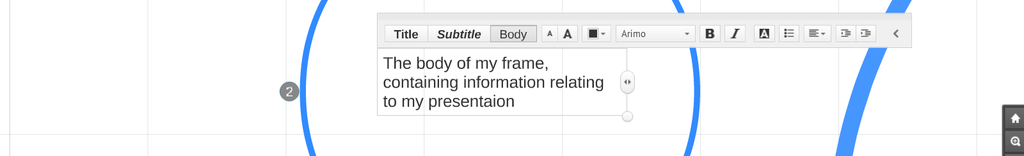 Title Subtitle Body A A Arimo B I A
The body of my frame,
containing information relating
to my presentaion
2